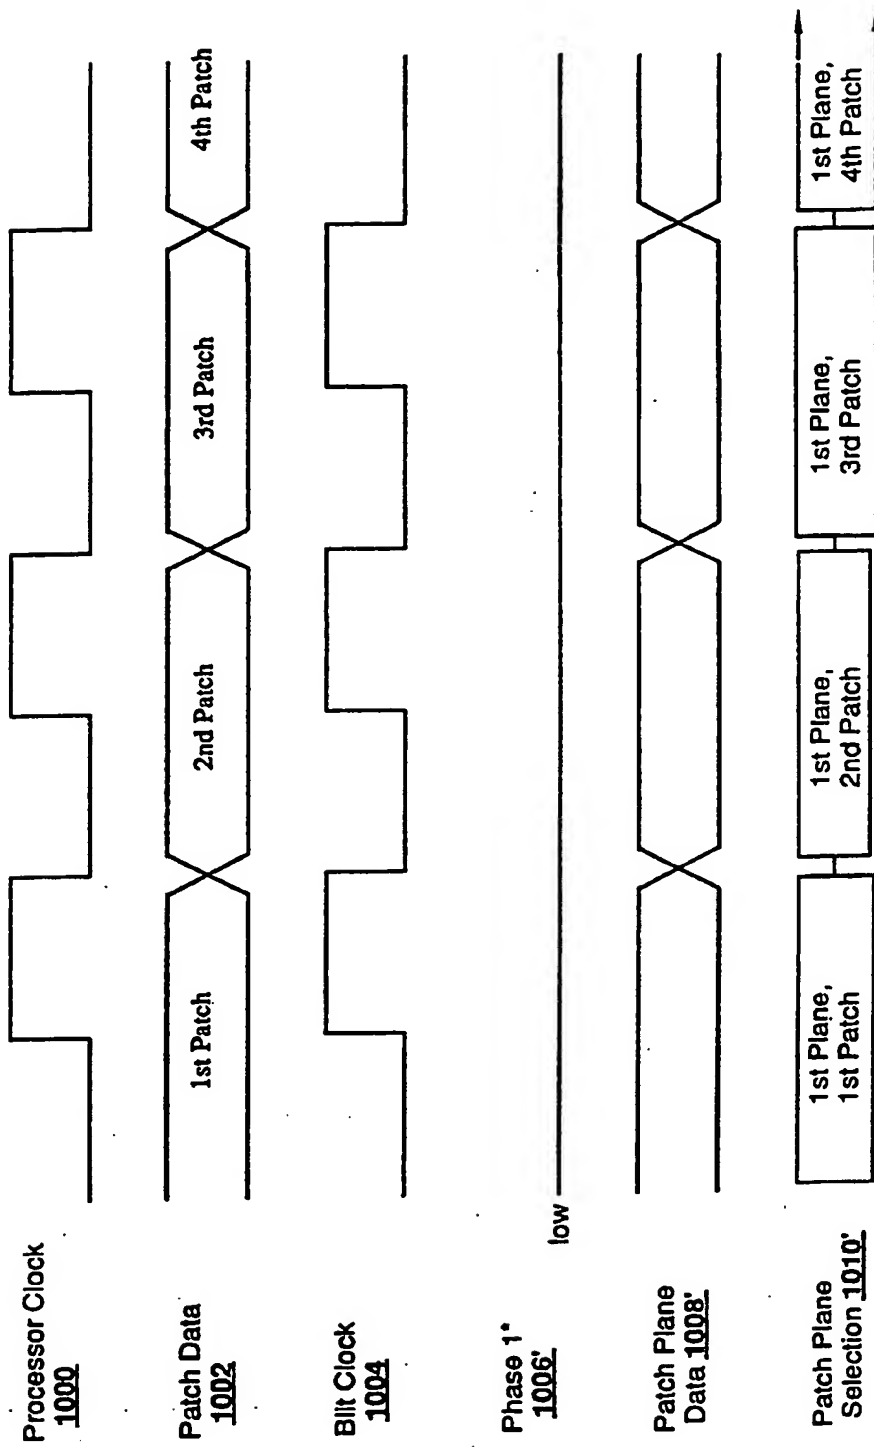 Processor Clock
1000
Patch Data
1002
1st Patch
2nd Patch
3rd Patch
4th Patch
Blit Clock
1004
Phase 1*
1006'
low
Patch Plane
Data 1008'
Patch Plane
Selection 1010'
1st Plane,
1st Patch
1st Plane,
2nd Patch
1st Plane,
3rd Patch
1st Plane,
4th Patch